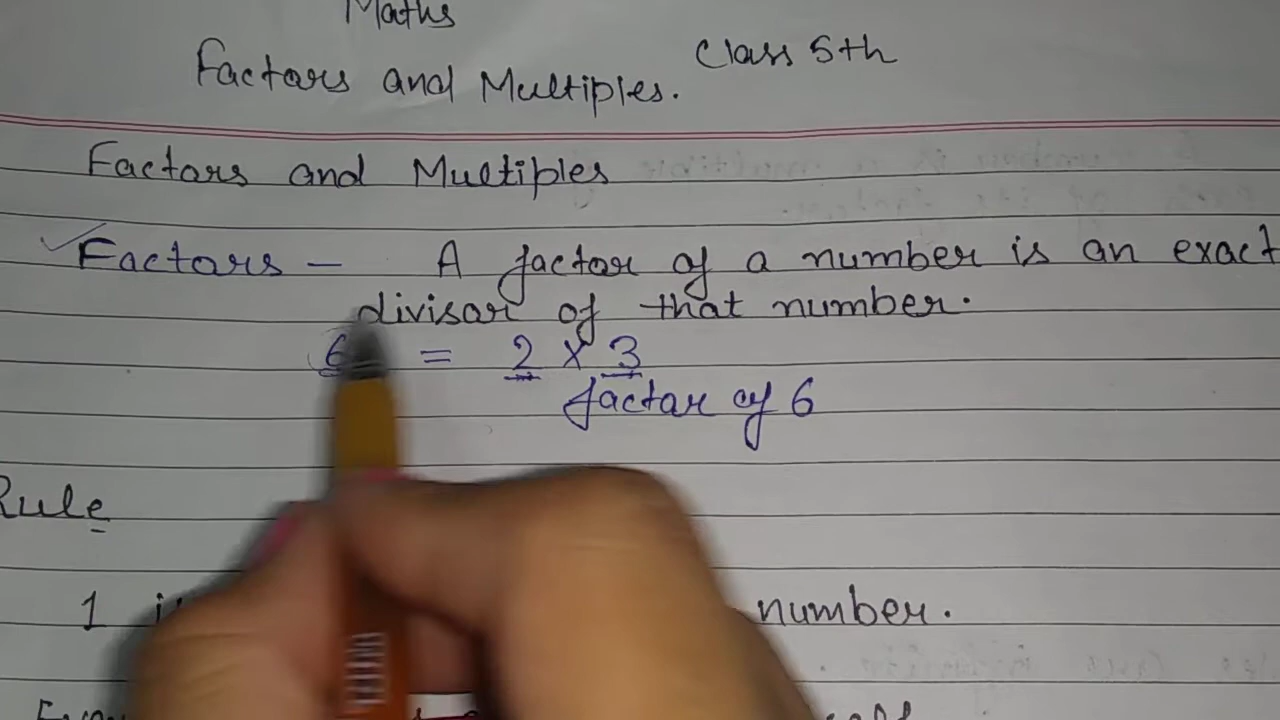 Maths
Class 5th
Factors and Multiples.
Factors and Multiples
Factors - A factor of a number is an exact
divisar of that number.
6 = 2 x 3
factor of 6
Rule
1 number.